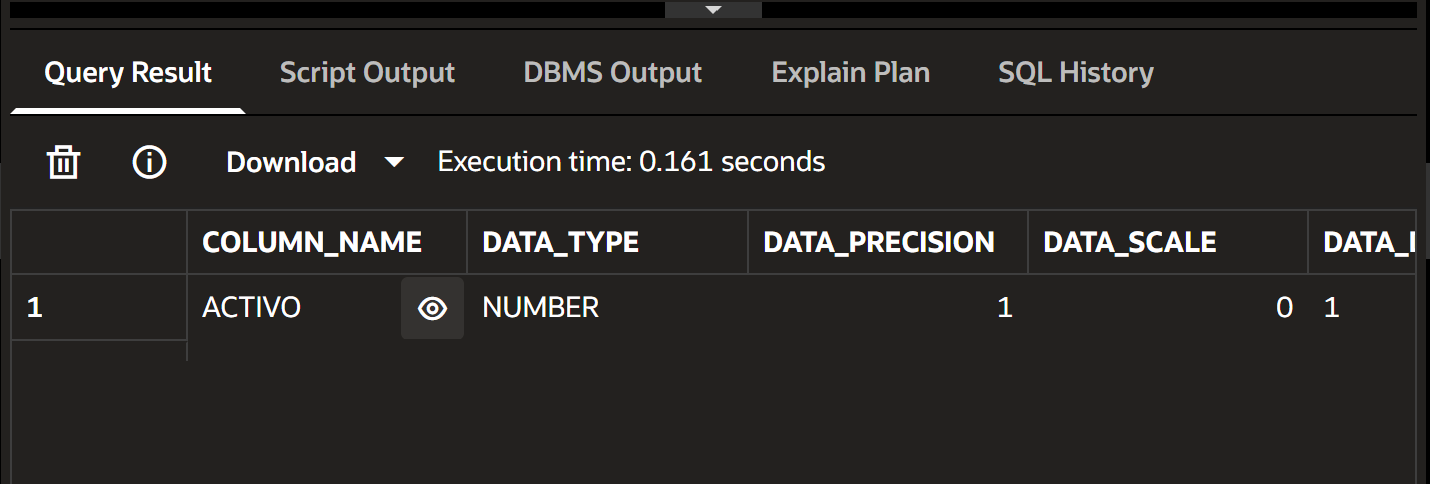 Query Result Script Output DBMS Output Explain Plan SQL History
Download Execution time: 0.161 seconds
COLUMN_NAME DATA_TYPE DATA_PRECISION DATA_SCALE DATA_
1 ACTIVO NUMBER 1 0 1